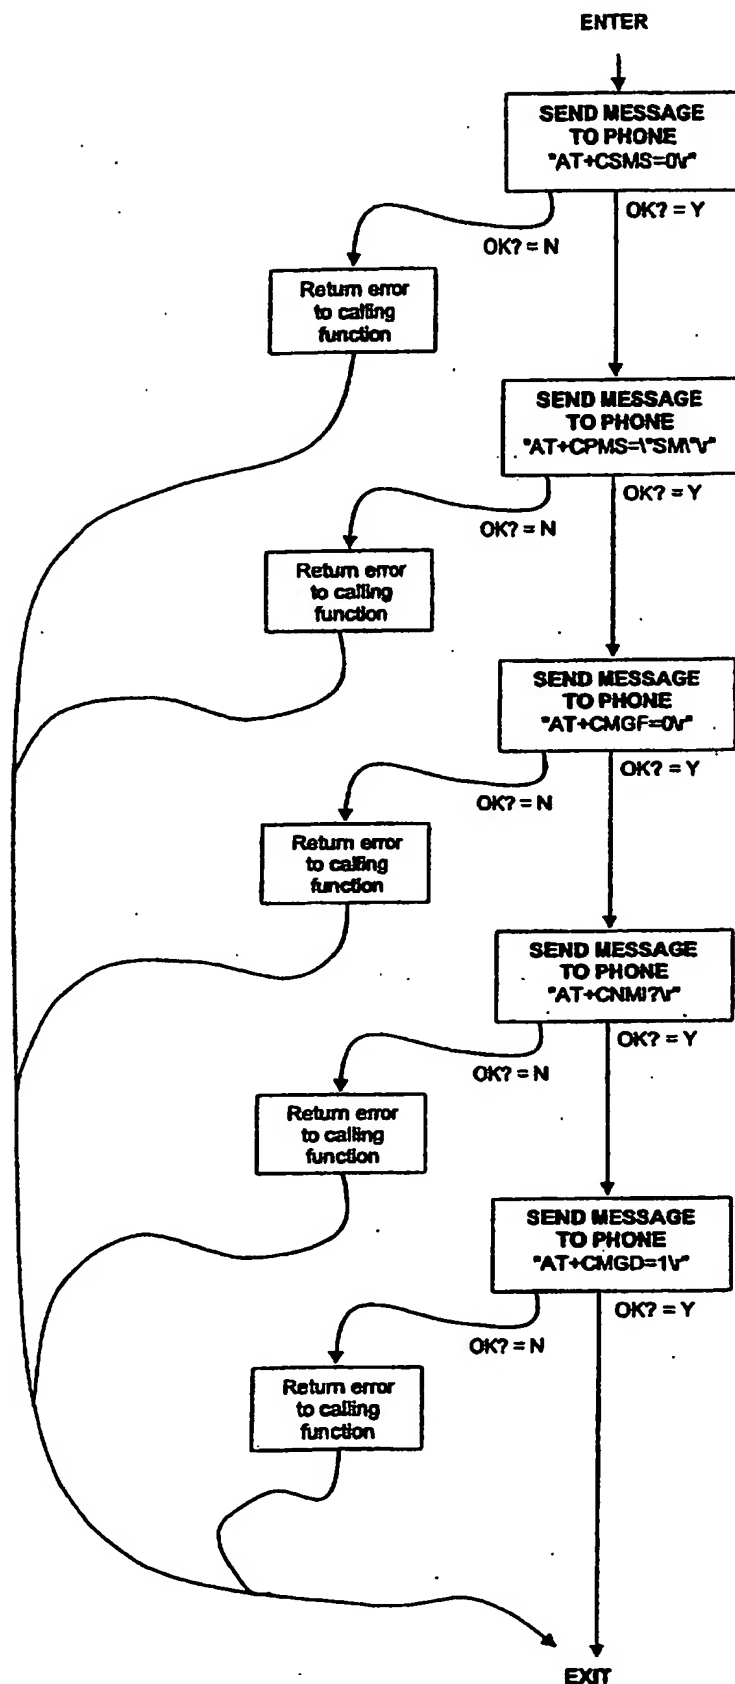 ENTER
SEND MESSAGE
TO PHONE
"AT+CSMS=0\r"
OK? = Y
OK? = N
Return error
to calling
function
SEND MESSAGE
TO PHONE
"AT+CPMS=\"SM\"\r"
OK? = Y
OK? = N
Return error
to calling
function
SEND MESSAGE
TO PHONE
"AT+CMGF=0\r"
OK? = Y
OK? = N
Return error
to calling
function
SEND MESSAGE
TO PHONE
"AT+CNMI?\r"
OK? = Y
OK? = N
Return error
to calling
function
SEND MESSAGE
TO PHONE
"AT+CMGD=1\r"
OK? = Y
OK? = N
Return error
to calling
function
EXIT